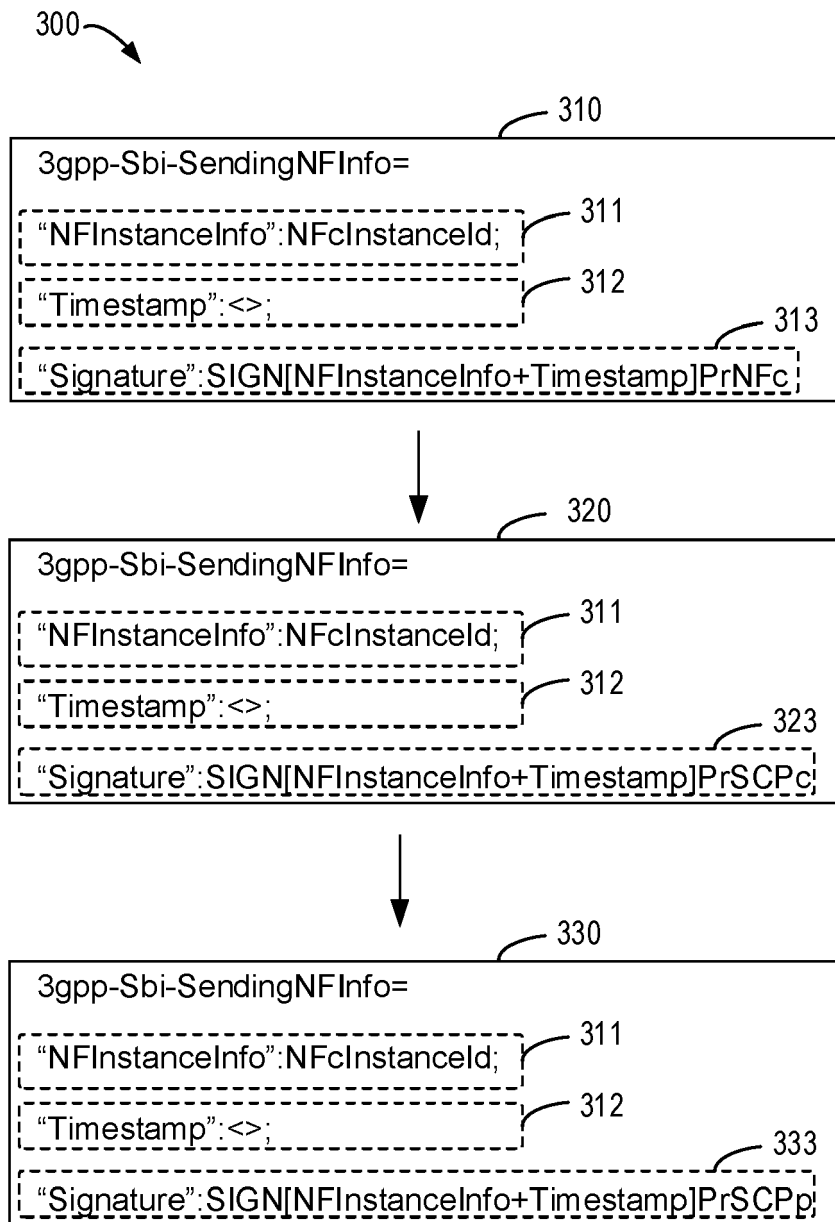 300
310
3gpp-Sbi-SendingNFInfo=
311
“NFInstanceInfo”:NFcInstanceId;
312
“Timestamp”:<>;
313
“Signature”:SIGN[NFInstanceInfo+Timestamp]PrNFc
320
3gpp-Sbi-SendingNFInfo=
311
“NFInstanceInfo”:NFcInstanceId;
312
“Timestamp”:<>;
323
“Signature”:SIGN[NFInstanceInfo+Timestamp]PrSCPc
330
3gpp-Sbi-SendingNFInfo=
311
“NFInstanceInfo”:NFcInstanceId;
312
“Timestamp”:<>;
333
“Signature”:SIGN[NFInstanceInfo+Timestamp]PrSCPp